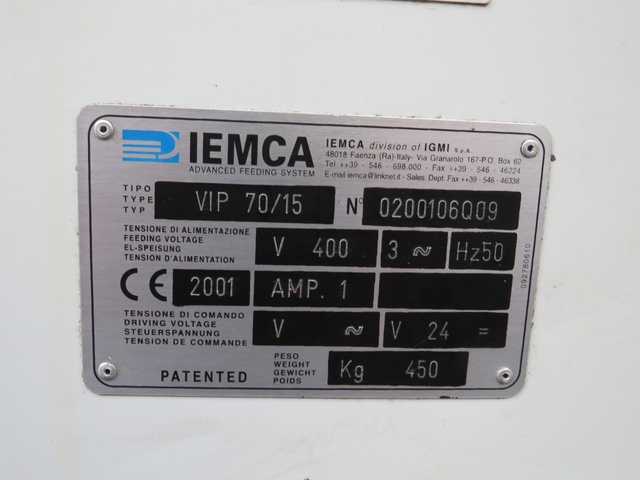 IEMCA
ADVANCED FEEDING SYSTEM
IEMCA division of IGMI S.p.A.
48018 Faenza (Ra)-Italy- Via Granarolo 167-P.O. Box 62
Tel ++39 - 546 - 698.000 - Fax ++39 - 546 - 46224
E-mail iemca@linknet.it - Sales. Dept. Fax ++39 - 546 - 46338
TIPO
TYPE
TYP
VIP 70/15 N° 0200106Q09
TENSIONE DI ALIMENTAZIONE
FEEDING VOLTAGE
EL-SPEISUNG
TENSION D'ALIMENTATION
V 400 3 ~ Hz50
CE 2001 AMP. 1
TENSIONE DI COMANDO
DRIVING VOLTAGE
STEUERSPANNUNG
TENSION DE COMMANDE
V ~ V 24 =
PATENTED
PESO
WEIGHT
GEWICHT
POIDS
Kg 450
092780610